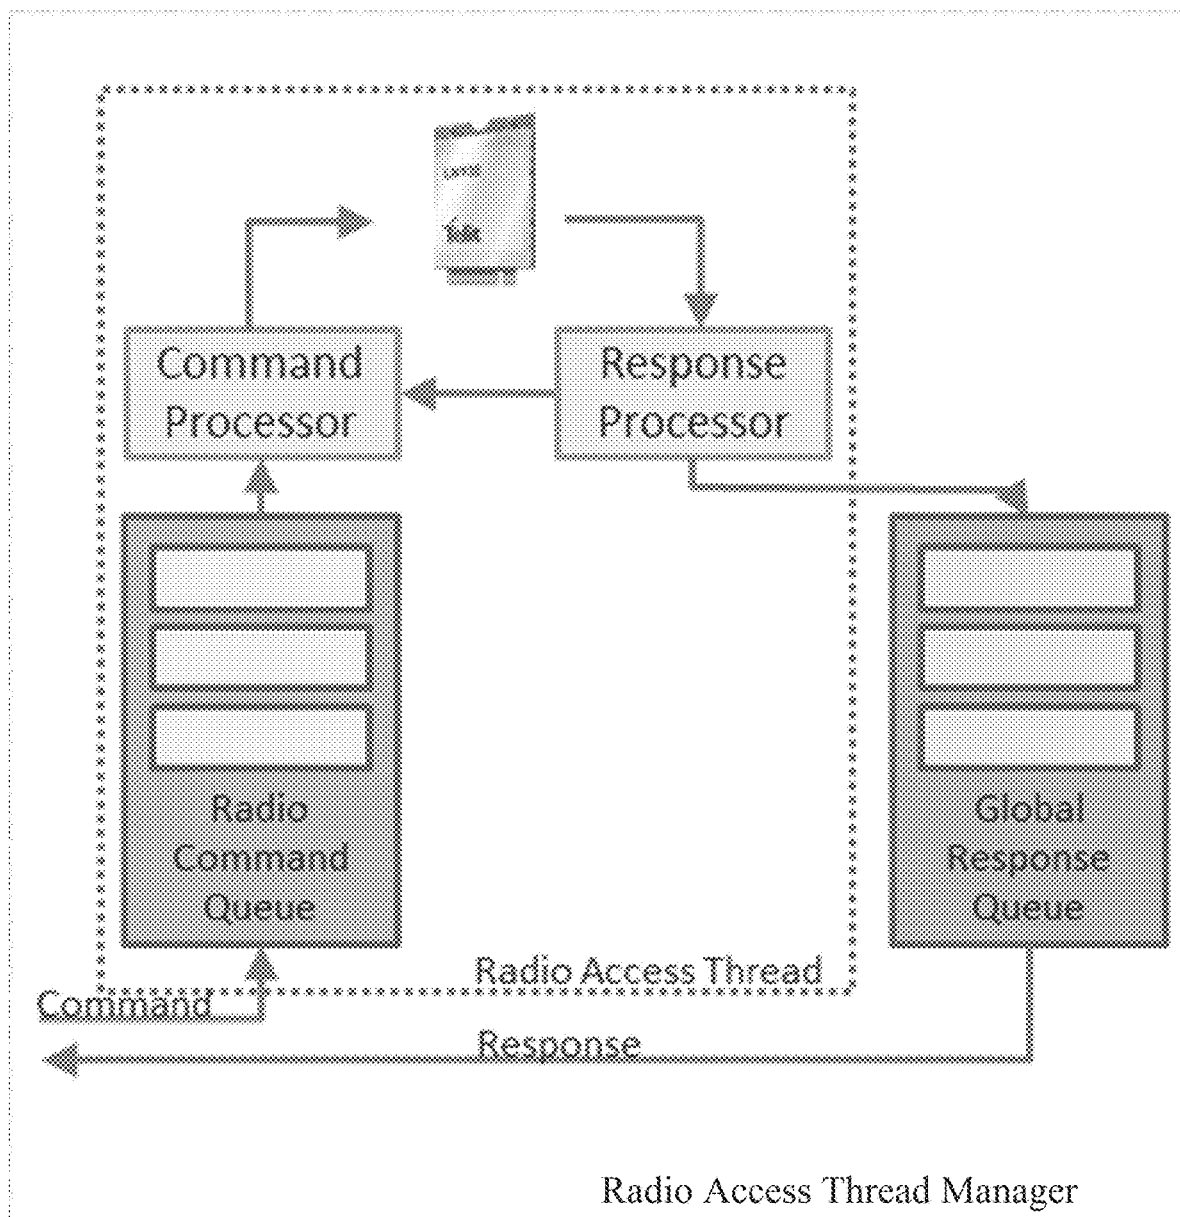 Command
Processor
Response
Processor
Radio
Command
Queue
Global
Response
Queue
Radio Access Thread
Command
Response
Radio Access Thread Manager